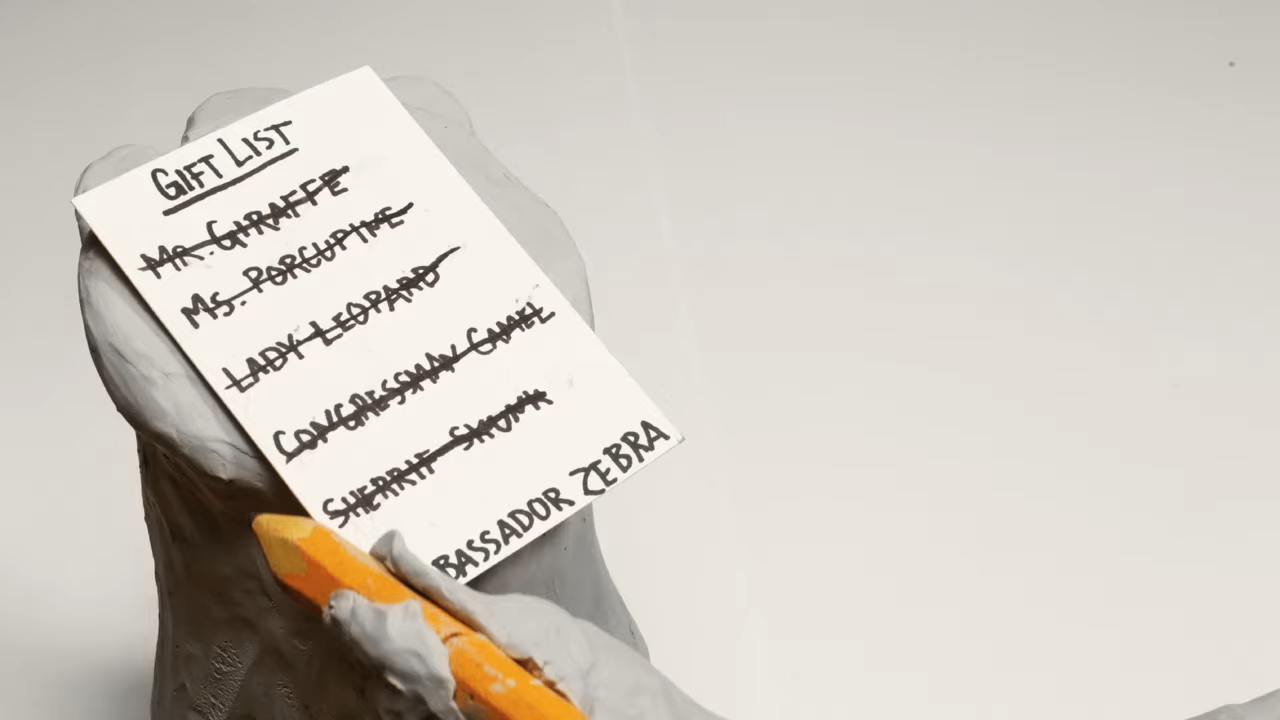 GIFT LIST
MR. GIRAFFE
MS. PORCUPINE
LADY LEOPARD
CONGRESSMAN CAMEL
SHERRIF SKUNK
BASSADOR ZEBRA